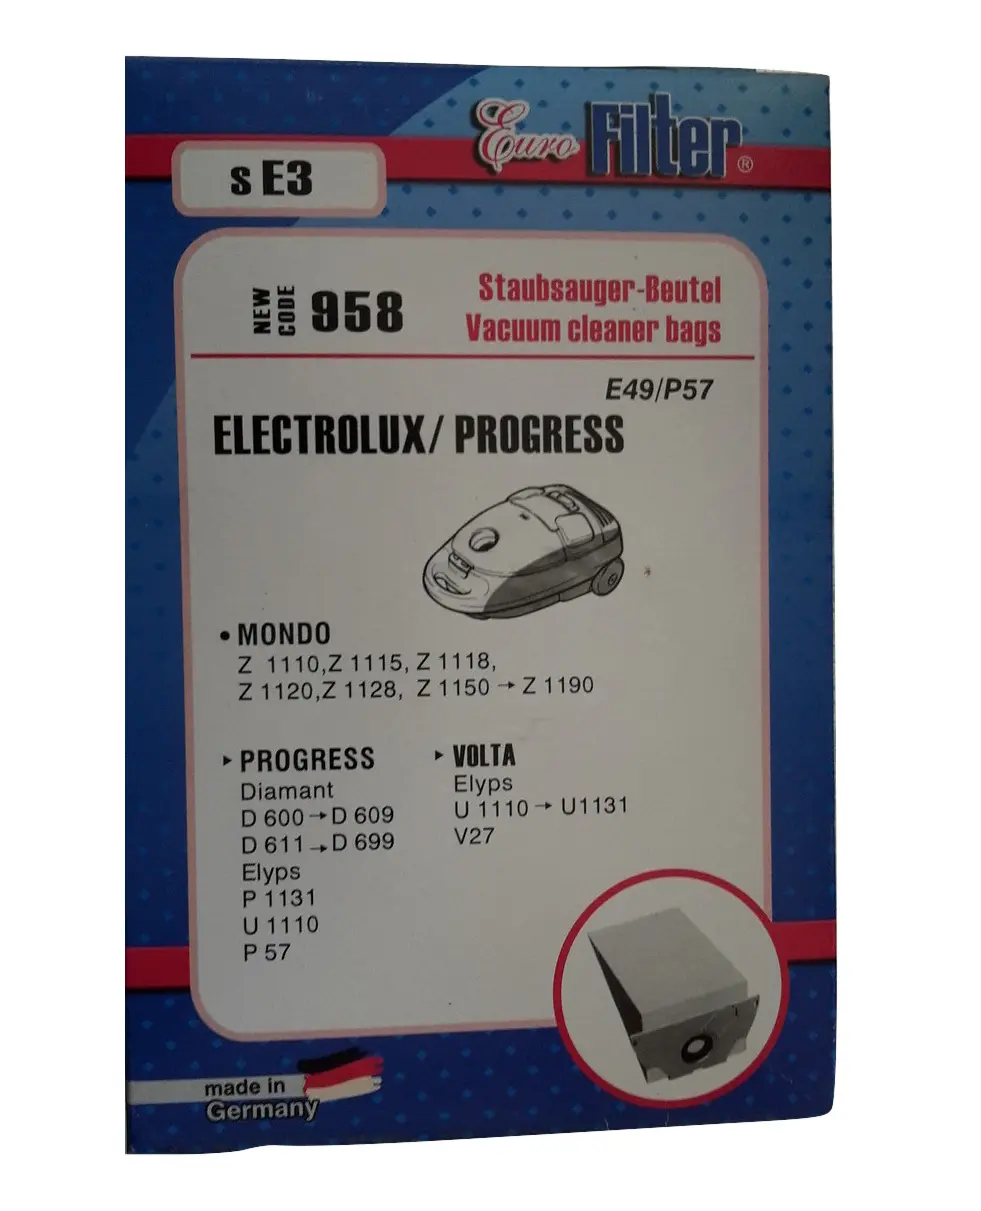 Euro Filter®
s E3
NEW CODE 958
Staubsauger-Beutel
Vacuum cleaner bags
E49/P57
ELECTROLUX/ PROGRESS
• MONDO
Z 1110,Z 1115, Z 1118,
Z 1120,Z 1128, Z 1150 → Z 1190
▸ PROGRESS
Diamant
D 600 → D 609
D 611 → D 699
Elyps
P 1131
U 1110
P 57
▸ VOLTA
Elyps
U 1110 → U1131
V27
made in
Germany